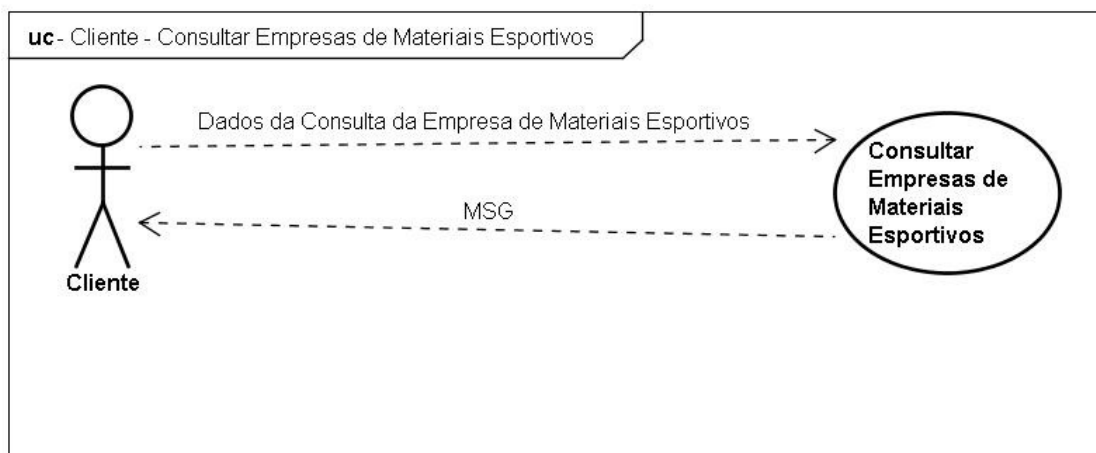 uc - Cliente - Consultar Empresas de Materiais Esportivos
Dados da Consulta da Empresa de Materiais Esportivos
Consultar
Empresas de
Materiais
Esportivos
MSG
Cliente